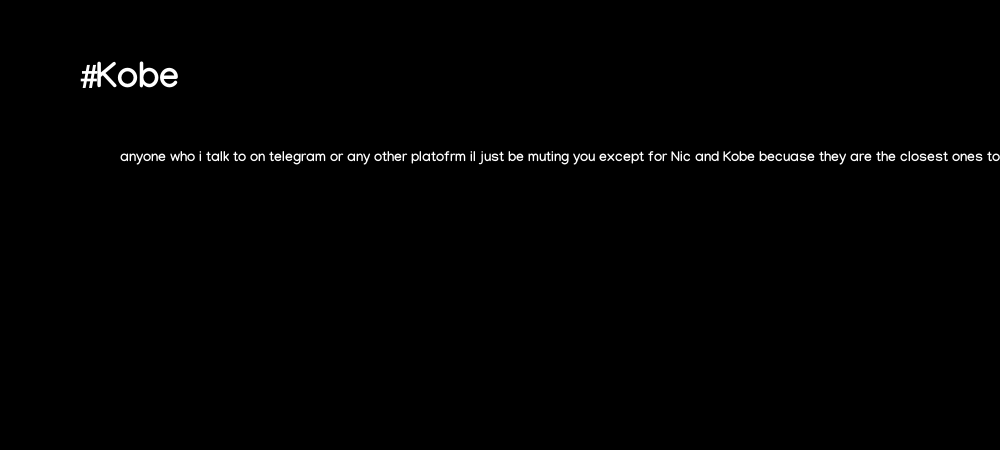 #Kobe
anyone who i talk to on telegram or any other platofrm il just be muting you except for Nic and Kobe becuase they are the closest ones to